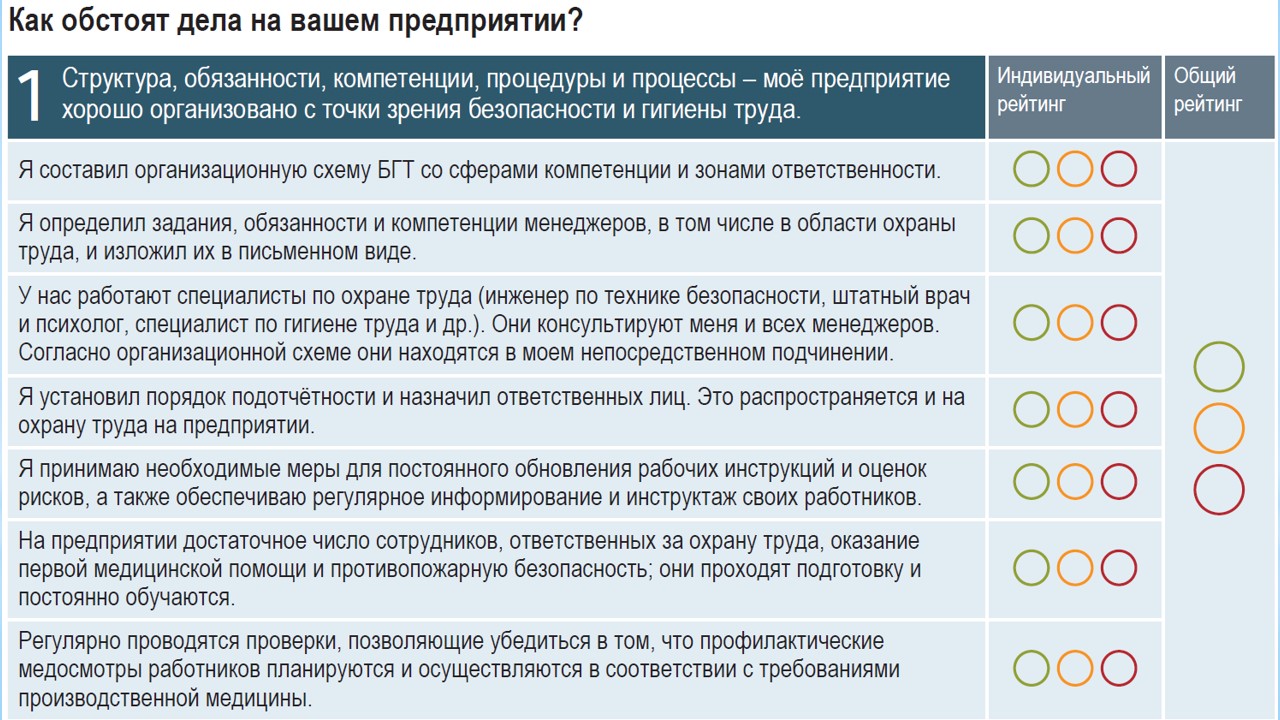 Как обстоят дела на вашем предприятии?
1
Структура, обязанности, компетенции, процедуры и процессы – моё предприятие
хорошо организовано с точки зрения безопасности и гигиены труда.
Индивидуальный
рейтинг
Общий
рейтинг
Я составил организационную схему БГТ со сферами компетенции и зонами ответственности.
Я определил задания, обязанности и компетенции менеджеров, в том числе в области охраны
труда, и изложил их в письменном виде.
У нас работают специалисты по охране труда (инженер по технике безопасности, штатный врач
и психолог, специалист по гигиене труда и др.). Они консультируют меня и всех менеджеров.
Согласно организационной схеме они находятся в моем непосредственном подчинении.
Я установил порядок подотчётности и назначил ответственных лиц. Это распространяется и на
охрану труда на предприятии.
Я принимаю необходимые меры для постоянного обновления рабочих инструкций и оценок
рисков, а также обеспечиваю регулярное информирование и инструктаж своих работников.
На предприятии достаточное число сотрудников, ответственных за охрану труда, оказание
первой медицинской помощи и противопожарную безопасность; они проходят подготовку и
постоянно обучаются.
Регулярно проводятся проверки, позволяющие убедиться в том, что профилактические
медосмотры работников планируются и осуществляются в соответствии с требованиями
производственной медицины.